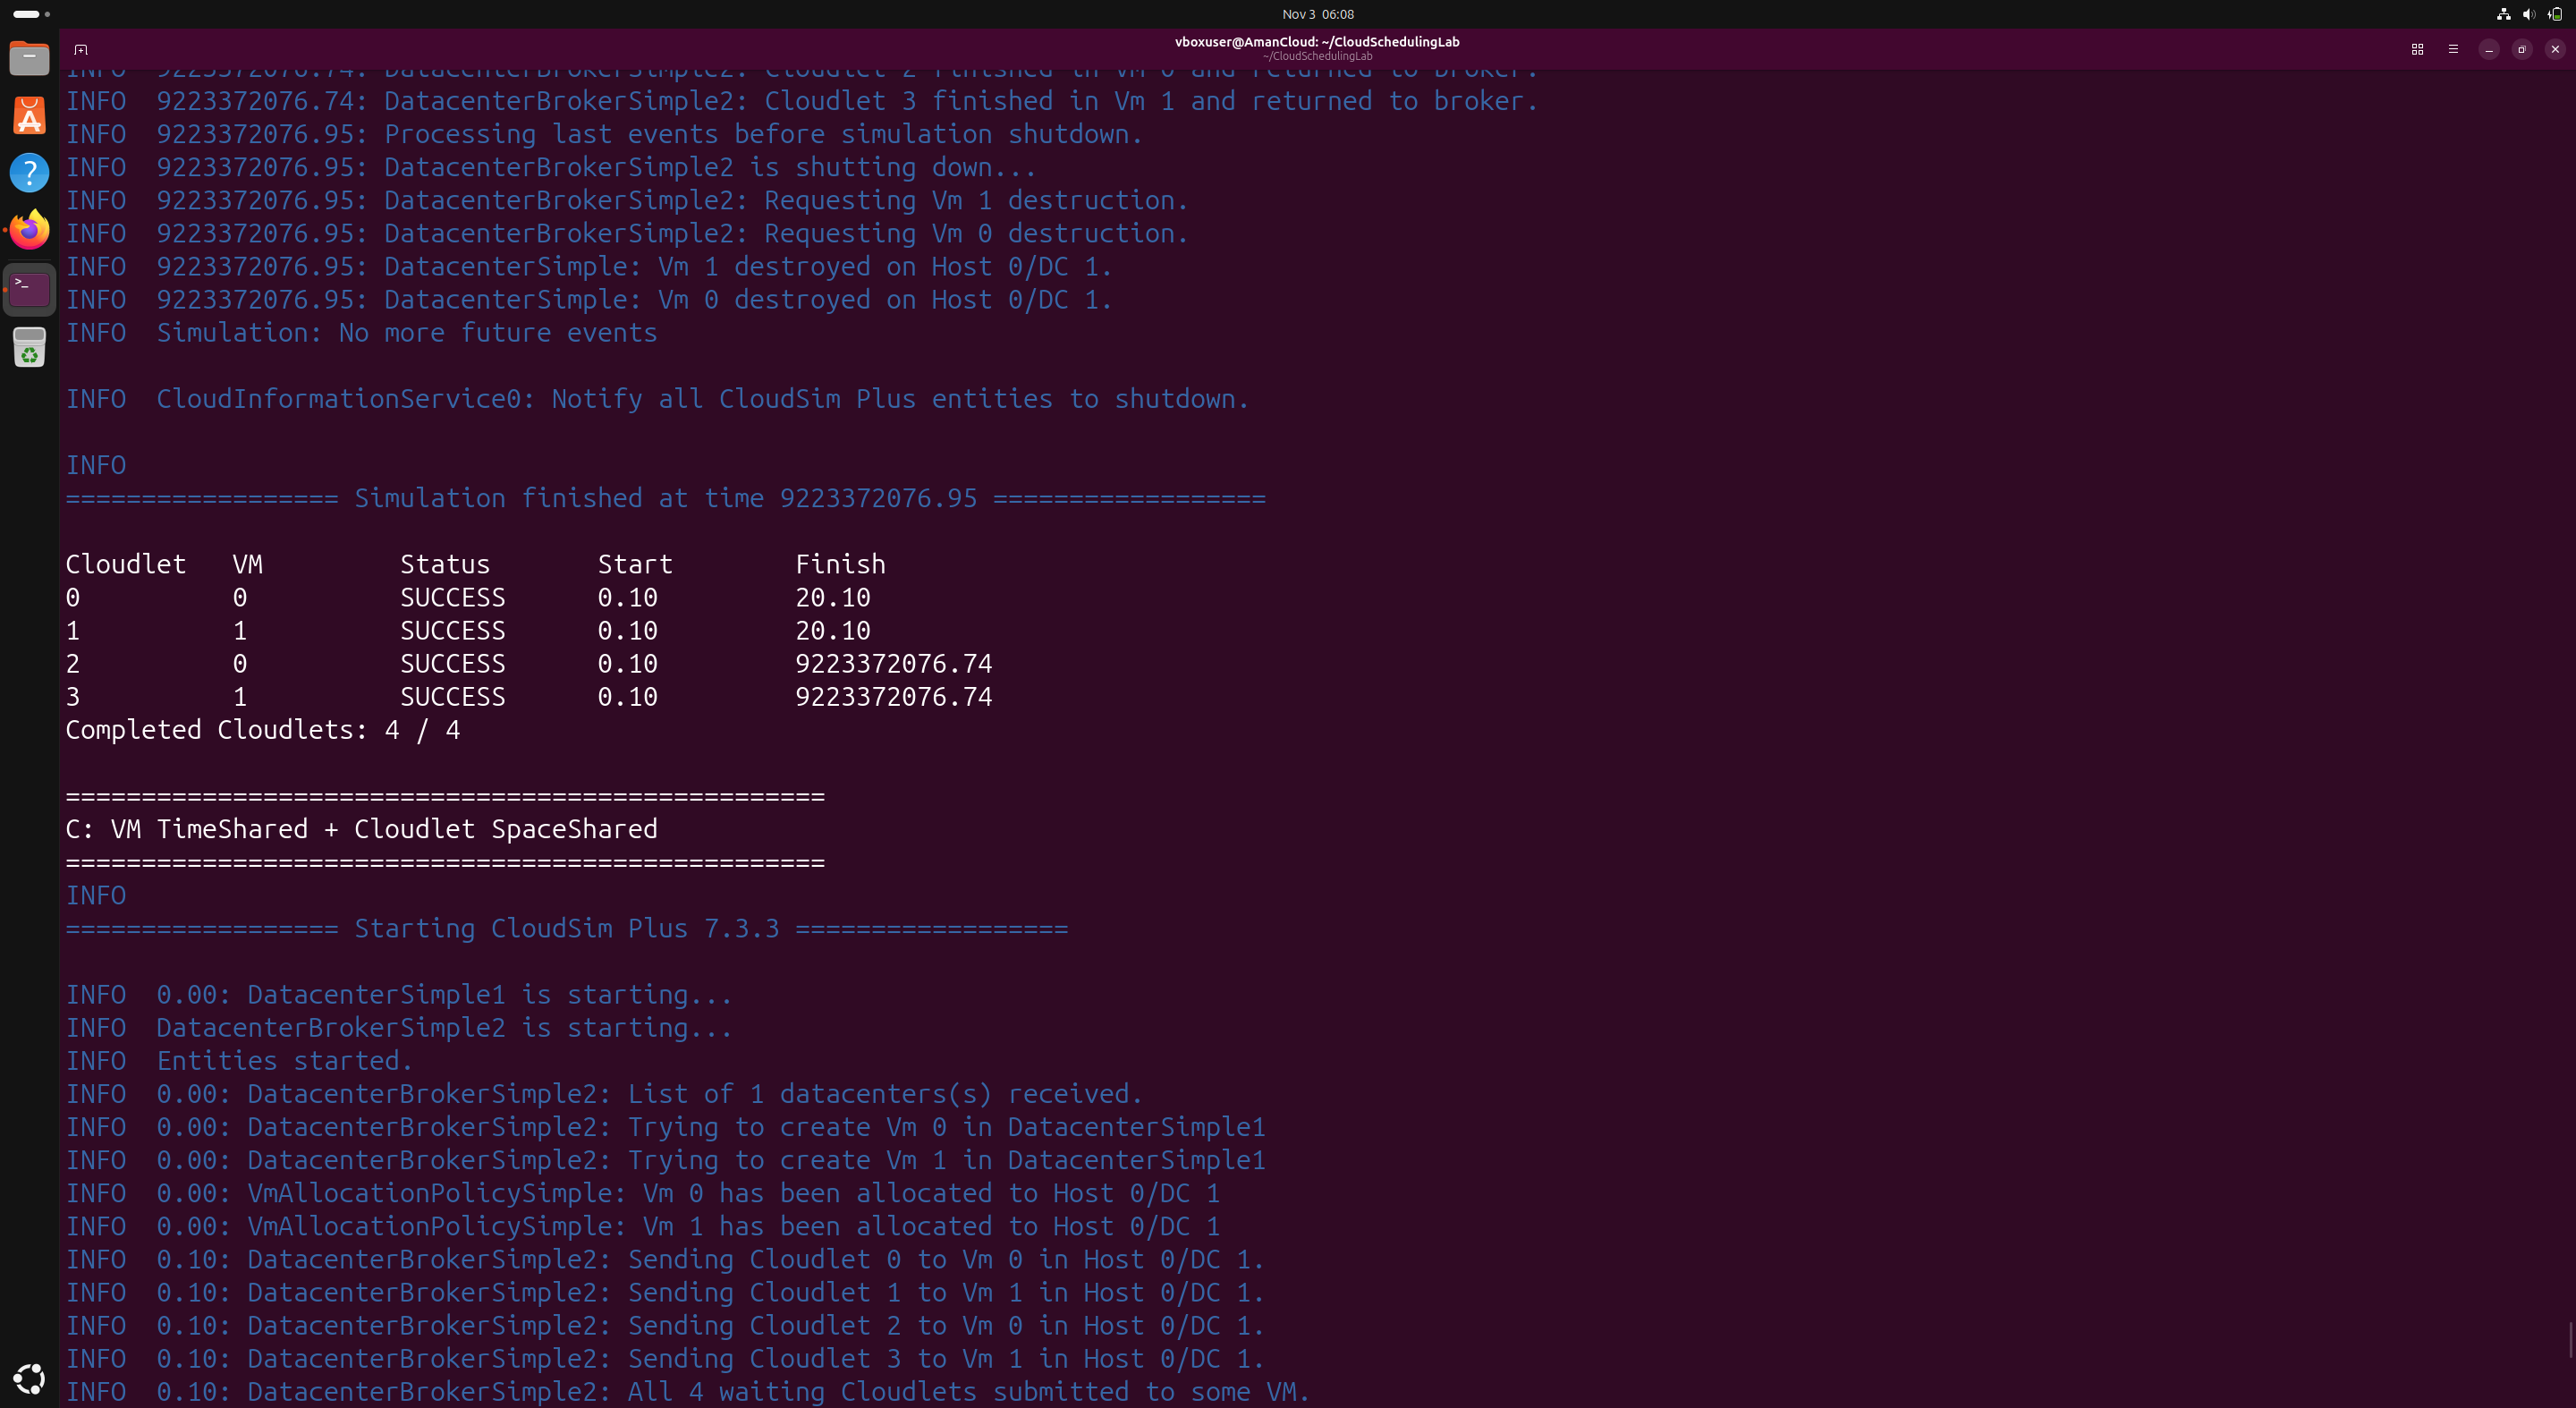 Nov 3 06:08
vboxuser@AmanCloud: ~/CloudSchedulingLab
~/CloudSchedulingLab
INFO  9223372076.74: DatacenterBrokerSimple2: Cloudlet 2 finished in Vm 0 and returned to broker.
INFO  9223372076.74: DatacenterBrokerSimple2: Cloudlet 3 finished in Vm 1 and returned to broker.
INFO  9223372076.95: Processing last events before simulation shutdown.
INFO  9223372076.95: DatacenterBrokerSimple2 is shutting down...
INFO  9223372076.95: DatacenterBrokerSimple2: Requesting Vm 1 destruction.
INFO  9223372076.95: DatacenterBrokerSimple2: Requesting Vm 0 destruction.
INFO  9223372076.95: DatacenterSimple: Vm 1 destroyed on Host 0/DC 1.
INFO  9223372076.95: DatacenterSimple: Vm 0 destroyed on Host 0/DC 1.
INFO  Simulation: No more future events
INFO  CloudInformationService0: Notify all CloudSim Plus entities to shutdown.
INFO
================== Simulation finished at time 9223372076.95 ==================
Cloudlet   VM         Status       Start        Finish
0          0          SUCCESS      0.10         20.10
1          1          SUCCESS      0.10         20.10
2          0          SUCCESS      0.10         9223372076.74
3          1          SUCCESS      0.10         9223372076.74
Completed Cloudlets: 4 / 4
==================================================
C: VM TimeShared + Cloudlet SpaceShared
==================================================
INFO
================== Starting CloudSim Plus 7.3.3 ==================
INFO  0.00: DatacenterSimple1 is starting...
INFO  DatacenterBrokerSimple2 is starting...
INFO  Entities started.
INFO  0.00: DatacenterBrokerSimple2: List of 1 datacenters(s) received.
INFO  0.00: DatacenterBrokerSimple2: Trying to create Vm 0 in DatacenterSimple1
INFO  0.00: DatacenterBrokerSimple2: Trying to create Vm 1 in DatacenterSimple1
INFO  0.00: VmAllocationPolicySimple: Vm 0 has been allocated to Host 0/DC 1
INFO  0.00: VmAllocationPolicySimple: Vm 1 has been allocated to Host 0/DC 1
INFO  0.10: DatacenterBrokerSimple2: Sending Cloudlet 0 to Vm 0 in Host 0/DC 1.
INFO  0.10: DatacenterBrokerSimple2: Sending Cloudlet 1 to Vm 1 in Host 0/DC 1.
INFO  0.10: DatacenterBrokerSimple2: Sending Cloudlet 2 to Vm 0 in Host 0/DC 1.
INFO  0.10: DatacenterBrokerSimple2: Sending Cloudlet 3 to Vm 1 in Host 0/DC 1.
INFO  0.10: DatacenterBrokerSimple2: All 4 waiting Cloudlets submitted to some VM.